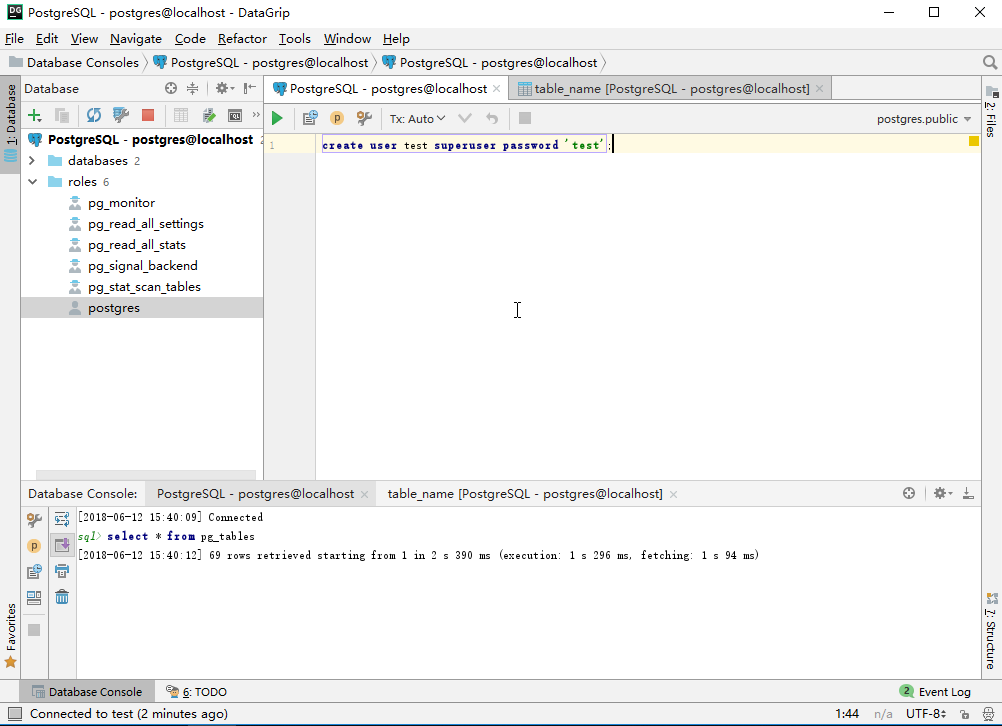 PostgreSQL - postgres@localhost - DataGrip
File Edit View Navigate Code Refactor Tools Window Help
Database Consoles PostgreSQL - postgres@localhost PostgreSQL - postgres@localhost
1: Database
Database
PostgreSQL - postgres@localhost
table_name [PostgreSQL - postgres@localhost]
Tx: Auto
postgres.public
2: Files
PostgreSQL - postgres@localhost 2
databases 2
roles 6
pg_monitor
pg_read_all_settings
pg_read_all_stats
pg_signal_backend
pg_stat_scan_tables
postgres
1 create user test superuser password 'test';
Database Console: PostgreSQL - postgres@localhost table_name [PostgreSQL - postgres@localhost]
[2018-06-12 15:40:09] Connected
sql> select * from pg_tables
[2018-06-12 15:40:12] 69 rows retrieved starting from 1 in 2 s 390 ms (execution: 1 s 296 ms, fetching: 1 s 94 ms)
Favorites
7: Structure
Database Console 6: TODO 2 Event Log
Connected to test (2 minutes ago) 1:44 n/a UTF-8